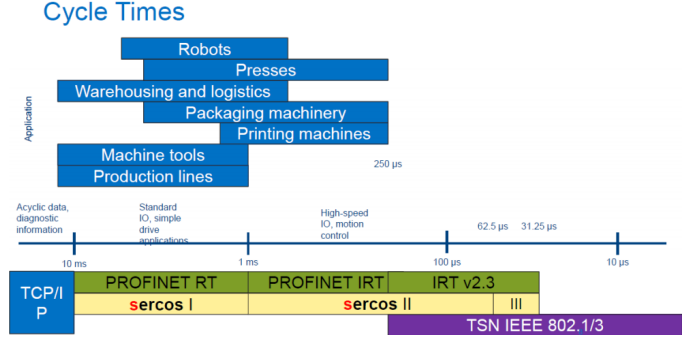 Cycle Times
Robots
Presses
Warehousing and logistics
Packaging machinery
Printing machines
Machine tools
Production lines
Application
250 µs
Acyclic data,
diagnostic
information
Standard
IO, simple
drive
applications
High-speed
IO, motion
control
62.5 µs
31.25 µs
10 ms
1 ms
100 µs
10 µs
TCP/I
P
PROFINET RT
PROFINET IRT
IRT v2.3
sercos I
sercos II
III
TSN IEEE 802.1/3